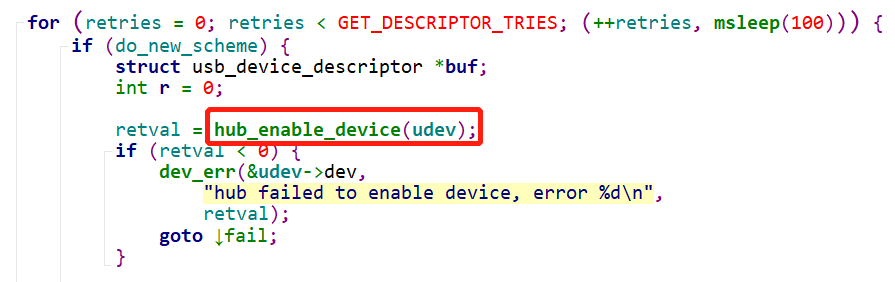 for (retries = 0; retries < GET_DESCRIPTOR_TRIES; (++retries, msleep(100))) {
if (do_new_scheme) {
struct usb_device_descriptor *buf;
int r = 0;
retval = hub_enable_device(udev);
if (retval < 0) {
dev_err(&udev->dev,
"hub failed to enable device, error %d\n",
retval);
goto ↓fail;
}